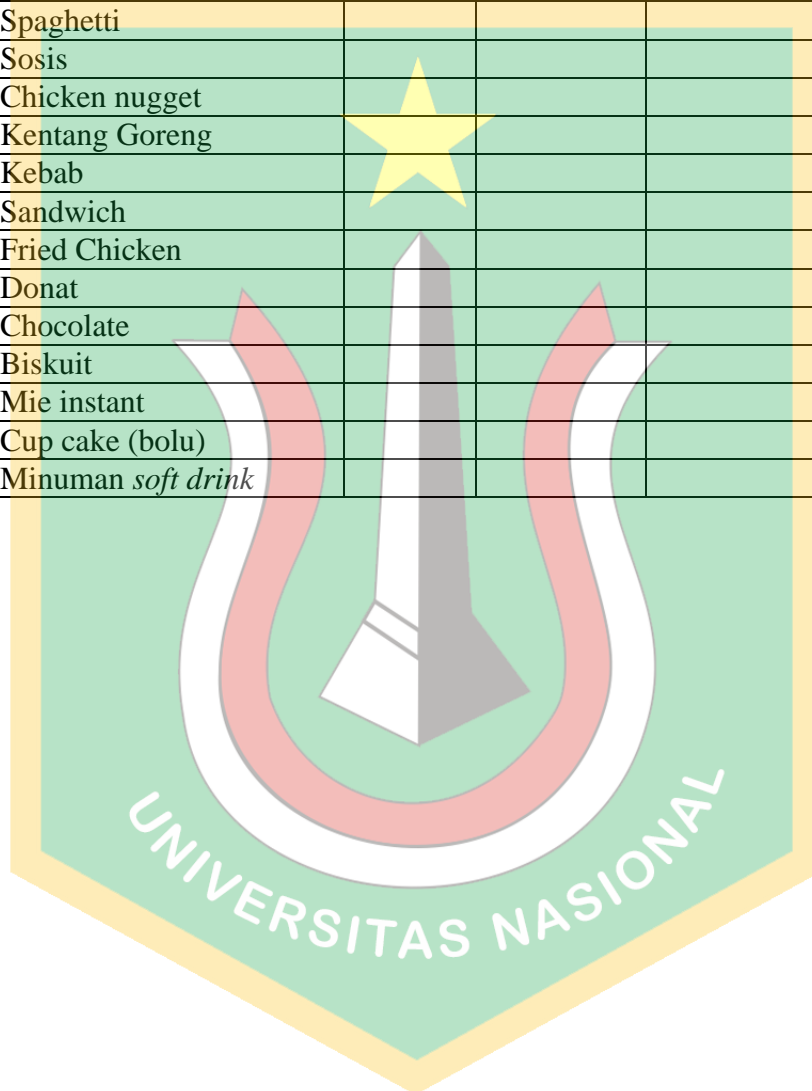 Spaghetti
Sosis
Chicken nugget
Kentang Goreng
Kebab
Sandwich
Fried Chicken
Donat
Chocolate
Biskuit
Mie instant
Cup cake (bolu)
Minuman soft drink
UNIVERSITAS NASIONAL